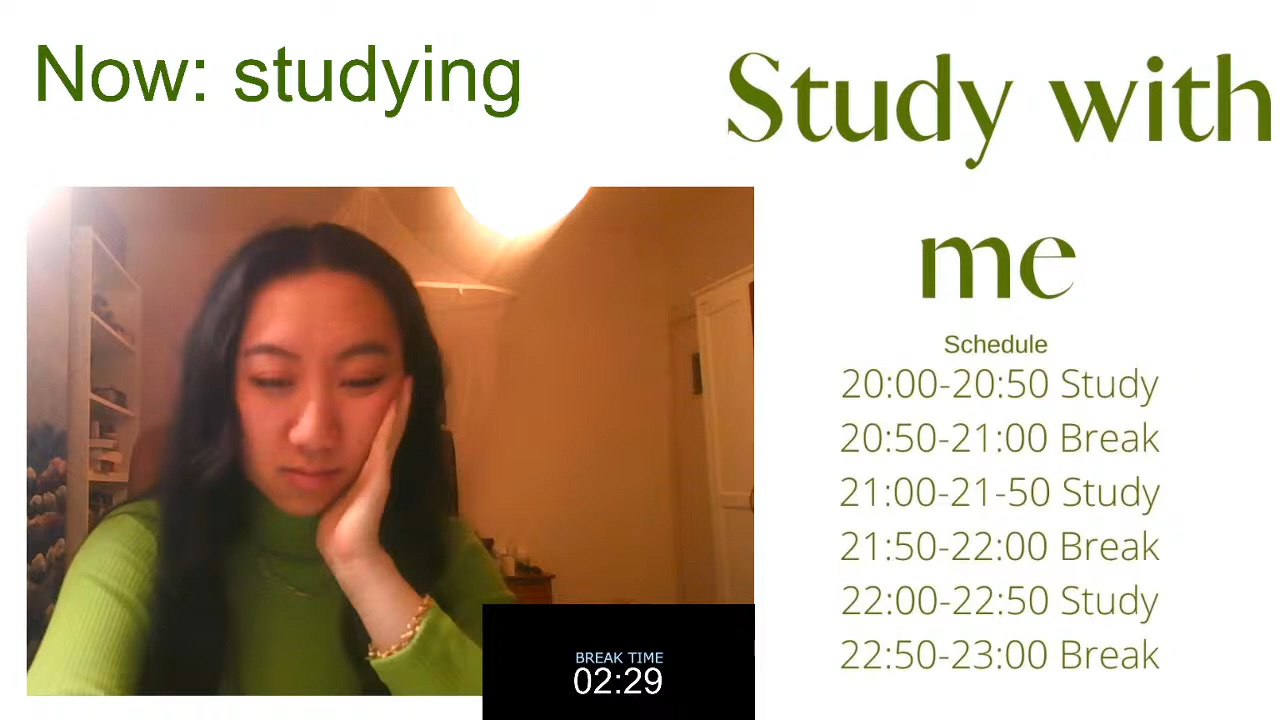 Now: studying
Study with
me
Schedule
20:00-20:50 Study
20:50-21:00 Break
21:00-21-50 Study
21:50-22:00 Break
22:00-22:50 Study
22:50-23:00 Break
BREAK TIME
02:29